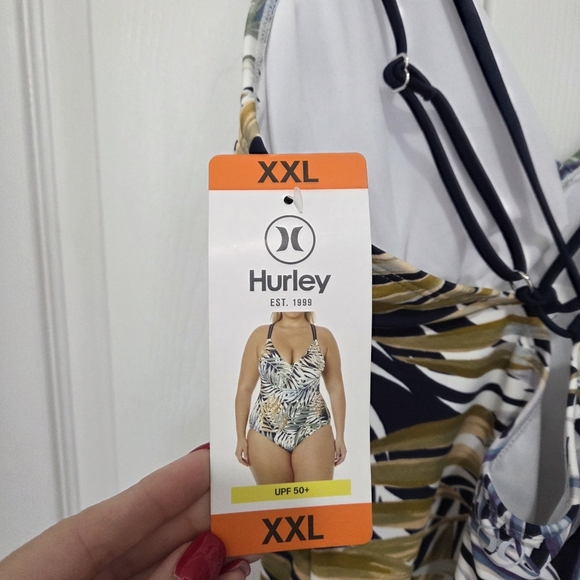 XXL
Hurley
EST. 1999
UPF 50+
XXL